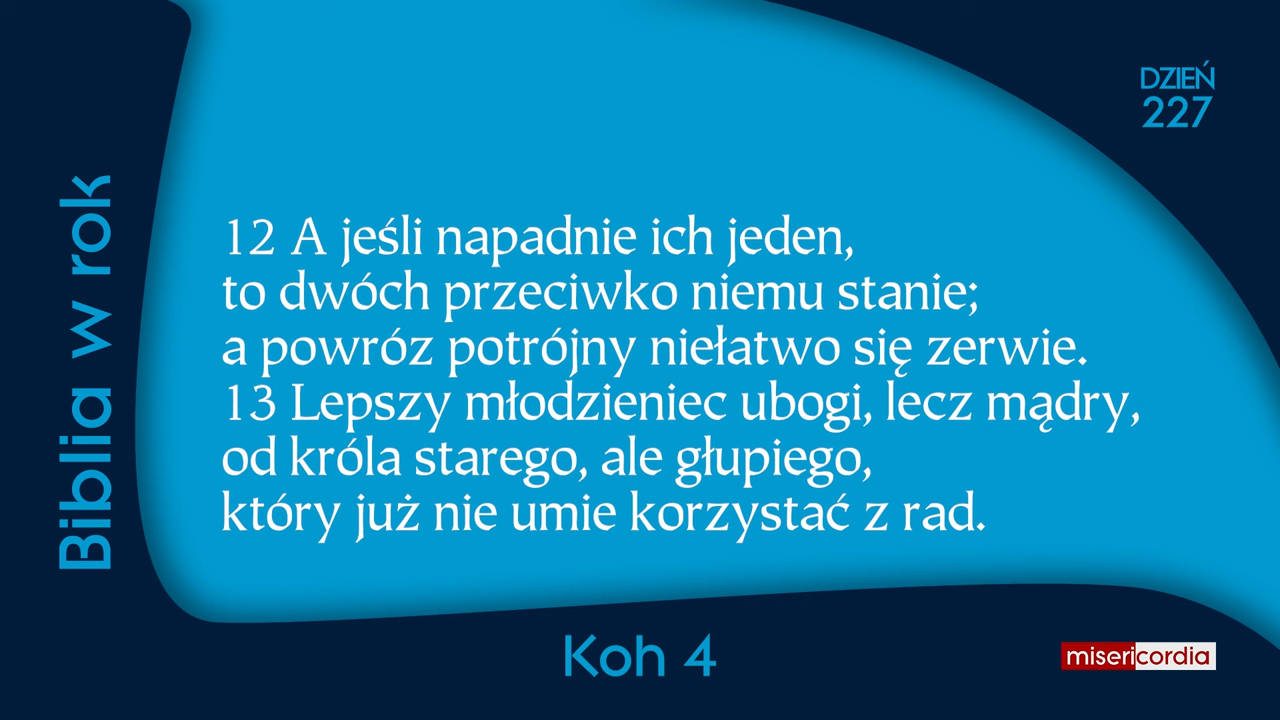 DZIEŃ
227
Biblia w rok
12 A jeśli napadnie ich jeden,
to dwóch przeciwko niemu stanie;
a powróz potrójny niełatwo się zerwie.
13 Lepszy młodzieniec ubogi, lecz mądry,
od króla starego, ale głupiego,
który już nie umie korzystać z rad.
Koh 4
misericordia